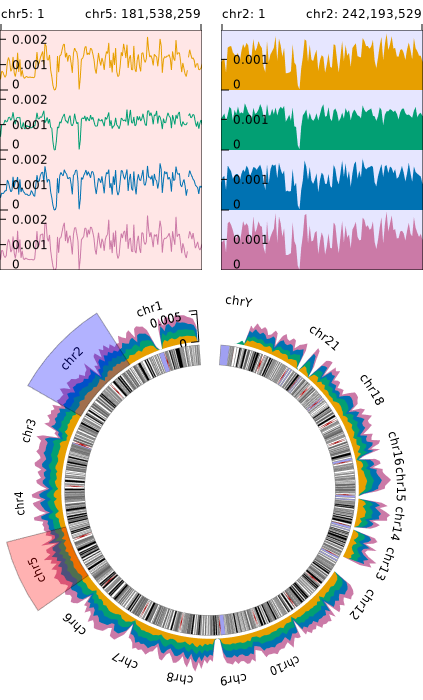 chr5: 1 chr5: 181,538,259 chr2: 1 chr2: 242,193,529
0.002
0.001
0
0.002
0.001
0
0.002
0.001
0
0.002
0.001
0
0.001
0
0.001
0
0.001
0
0.001
0
chr1
0.005
0
chrY
chr2
chr21
chr3
chr18
chr4
chr16
chr15
chr5
chr14
chr13
chr6
chr12
chr7
chr10
chr8
chr9